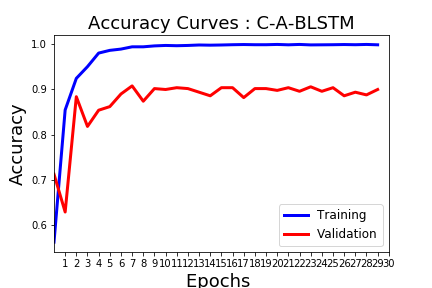 Accuracy Curves : C-A-BLSTM
1.0
0.9
0.8
0.7
0.6
Accuracy
Training
Validation
1 2 3 4 5 6 7 8 9 10 11 12 13 14 15 16 17 18 19 20 21 22 23 24 25 26 27 28 29 30
Epochs